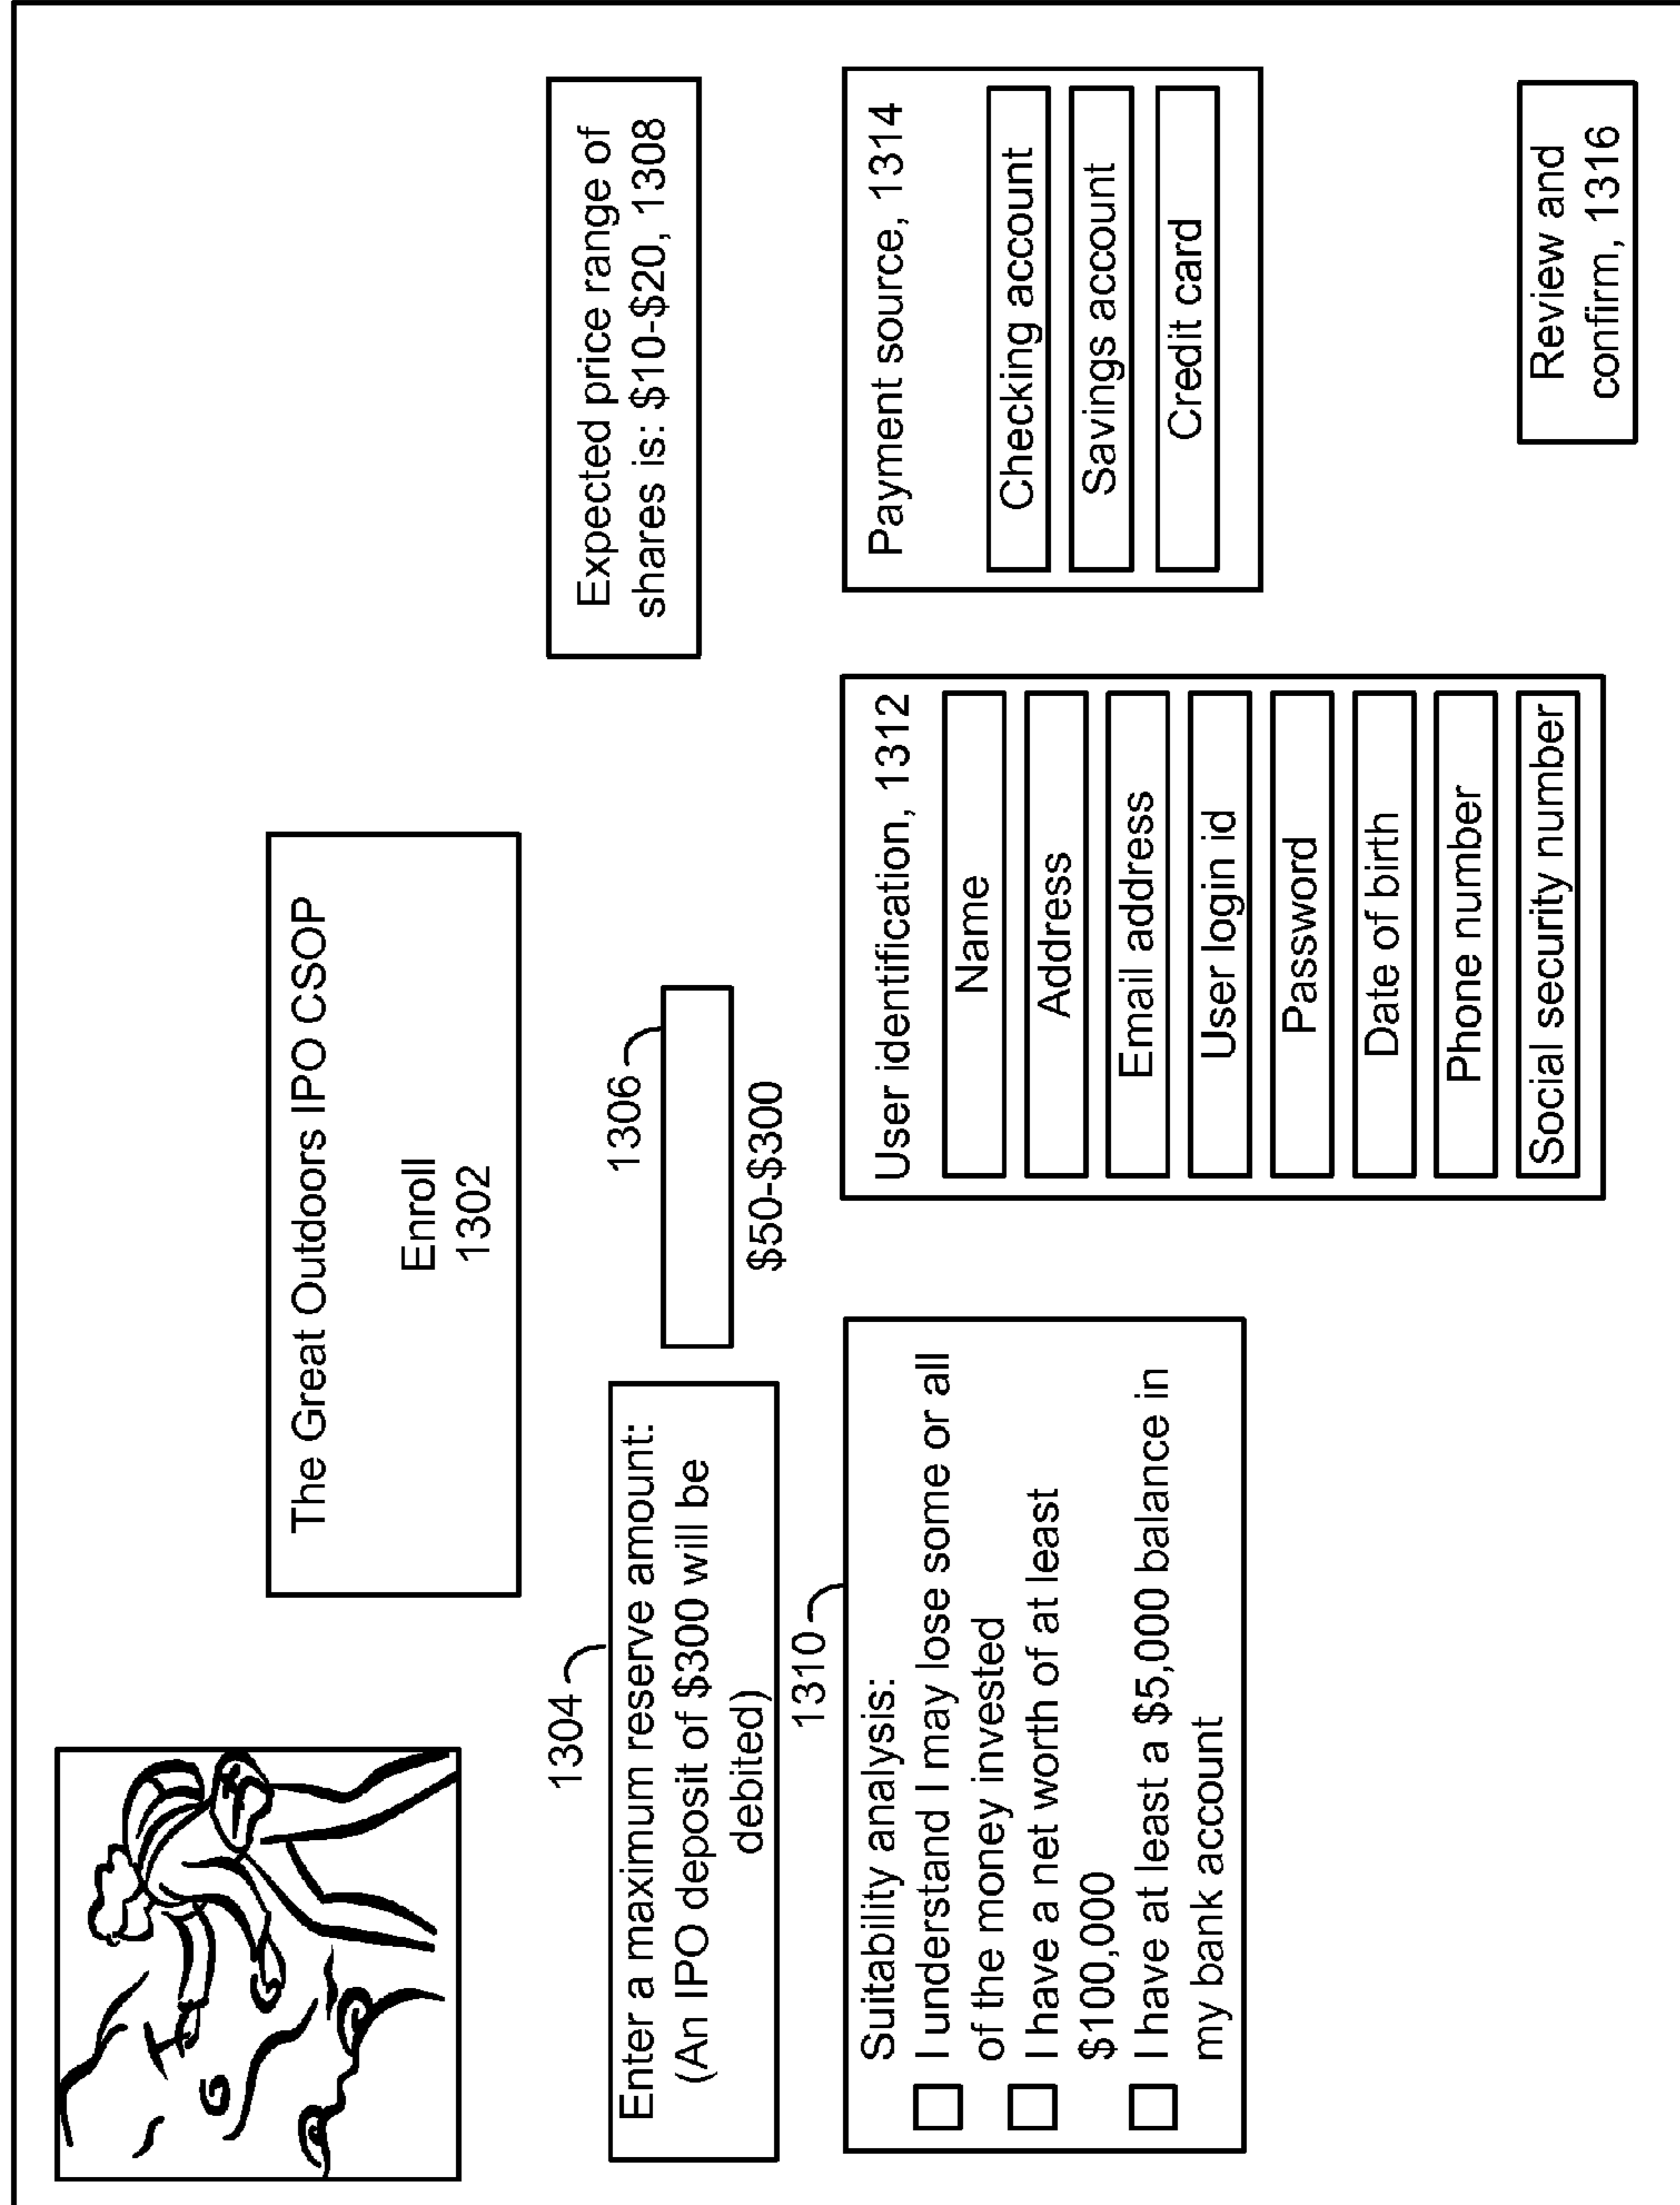 The Great Outdoors IPO CSOP
Enroll
1302
1304
Enter a maximum reserve amount:
(An IPO deposit of $300 will be
debited)
1306
$50-$300
Expected price range of
shares is: $10-$20, 1308
1310
Suitability analysis:
I understand I may lose some or all
of the money invested
I have a net worth of at least
$100,000
I have at least a $5,000 balance in
my bank account
User identification, 1312
Name
Address
Email address
User login id
Password
Date of birth
Phone number
Social security number
Payment source, 1314
Checking account
Savings account
Credit card
Review and
confirm, 1316